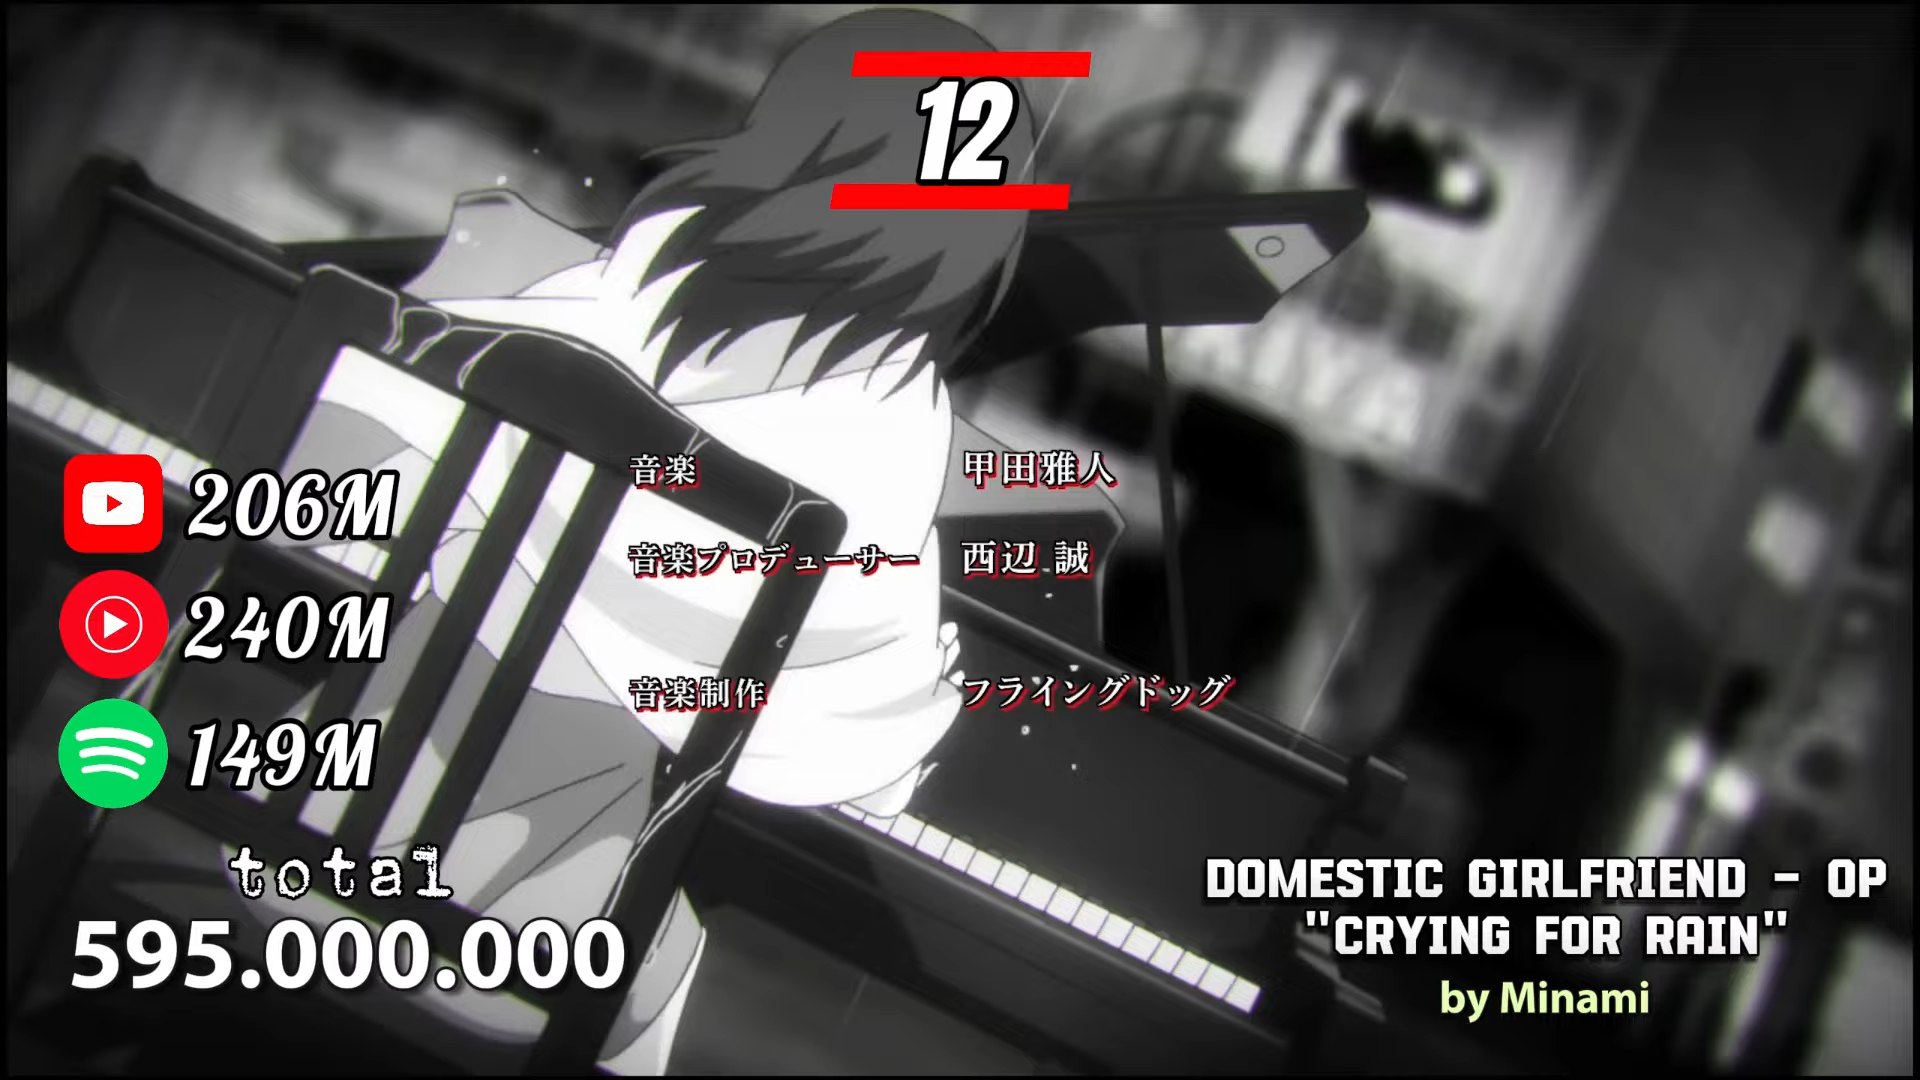 12
音楽 甲田雅人
音楽プロデューサー 西辺 誠
音楽制作 フライングドッグ
206M
240M
149M
total
595.000.000
DOMESTIC GIRLFRIEND - OP
"CRYING FOR RAIN"
by Minami